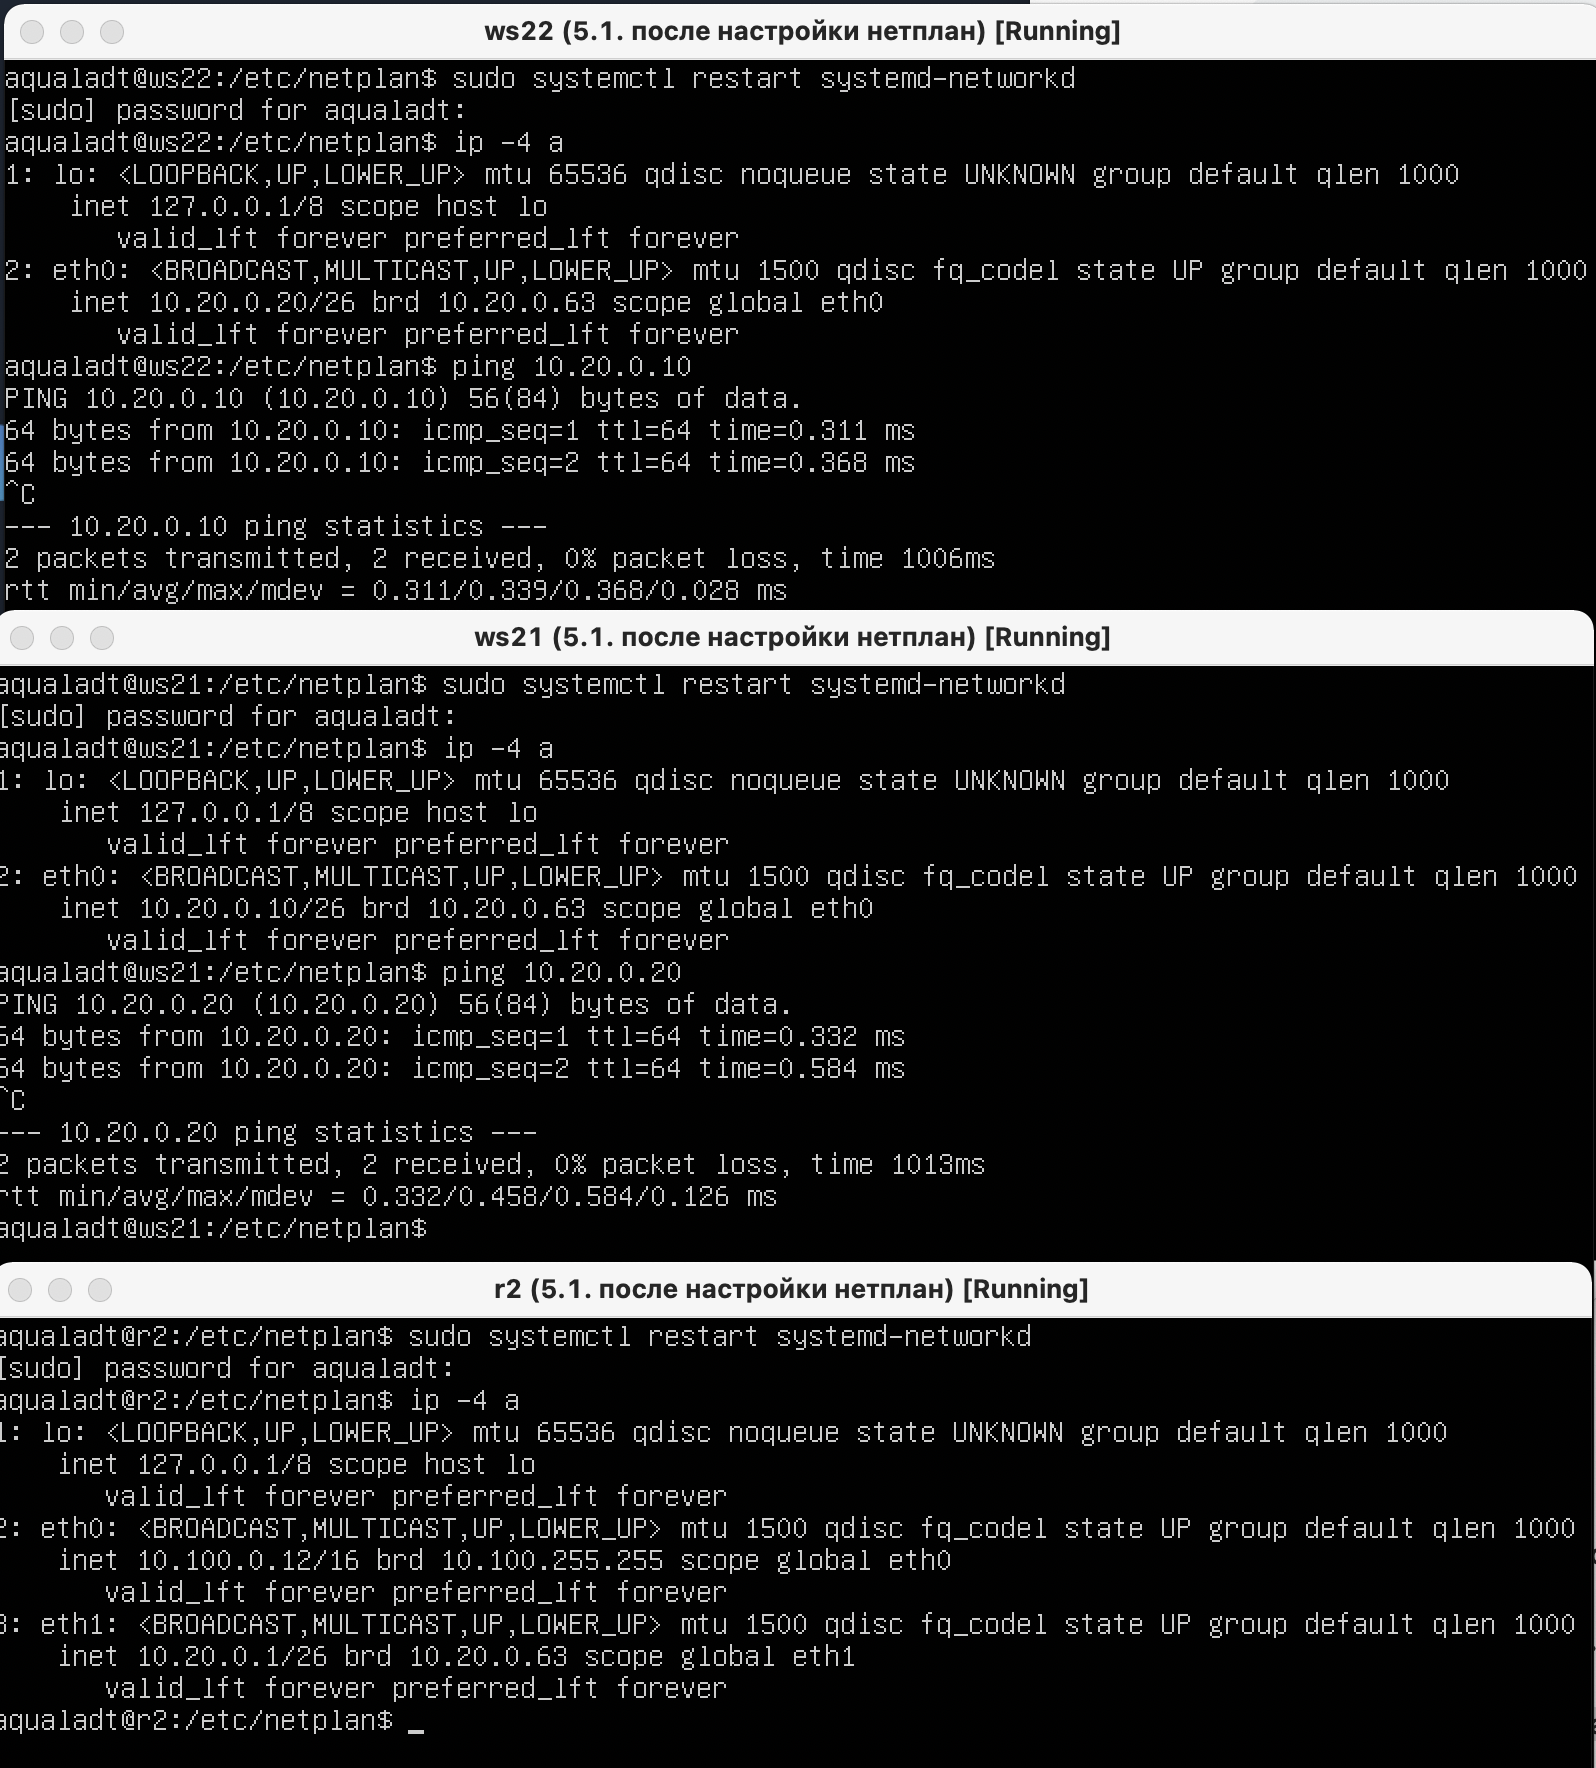 ws22 (5.1. после настройки нетплан) [Running]
aqualadt@ws22:/etc/netplan$ sudo systemctl restart systemd-networkd
[sudo] password for aqualadt:
aqualadt@ws22:/etc/netplan$ ip -4 a
1: lo: <LOOPBACK,UP,LOWER_UP> mtu 65536 qdisc noqueue state UNKNOWN group default qlen 1000
    inet 127.0.0.1/8 scope host lo
       valid_lft forever preferred_lft forever
2: eth0: <BROADCAST,MULTICAST,UP,LOWER_UP> mtu 1500 qdisc fq_codel state UP group default qlen 1000
    inet 10.20.0.20/26 brd 10.20.0.63 scope global eth0
       valid_lft forever preferred_lft forever
aqualadt@ws22:/etc/netplan$ ping 10.20.0.10
PING 10.20.0.10 (10.20.0.10) 56(84) bytes of data.
64 bytes from 10.20.0.10: icmp_seq=1 ttl=64 time=0.311 ms
64 bytes from 10.20.0.10: icmp_seq=2 ttl=64 time=0.368 ms
^C
--- 10.20.0.10 ping statistics ---
2 packets transmitted, 2 received, 0% packet loss, time 1006ms
rtt min/avg/max/mdev = 0.311/0.339/0.368/0.028 ms
ws21 (5.1. после настройки нетплан) [Running]
aqualadt@ws21:/etc/netplan$ sudo systemctl restart systemd-networkd
[sudo] password for aqualadt:
aqualadt@ws21:/etc/netplan$ ip -4 a
1: lo: <LOOPBACK,UP,LOWER_UP> mtu 65536 qdisc noqueue state UNKNOWN group default qlen 1000
    inet 127.0.0.1/8 scope host lo
       valid_lft forever preferred_lft forever
2: eth0: <BROADCAST,MULTICAST,UP,LOWER_UP> mtu 1500 qdisc fq_codel state UP group default qlen 1000
    inet 10.20.0.10/26 brd 10.20.0.63 scope global eth0
       valid_lft forever preferred_lft forever
aqualadt@ws21:/etc/netplan$ ping 10.20.0.20
PING 10.20.0.20 (10.20.0.20) 56(84) bytes of data.
64 bytes from 10.20.0.20: icmp_seq=1 ttl=64 time=0.332 ms
64 bytes from 10.20.0.20: icmp_seq=2 ttl=64 time=0.584 ms
^C
--- 10.20.0.20 ping statistics ---
2 packets transmitted, 2 received, 0% packet loss, time 1013ms
rtt min/avg/max/mdev = 0.332/0.458/0.584/0.126 ms
aqualadt@ws21:/etc/netplan$
r2 (5.1. после настройки нетплан) [Running]
aqualadt@r2:/etc/netplan$ sudo systemctl restart systemd-networkd
[sudo] password for aqualadt:
aqualadt@r2:/etc/netplan$ ip -4 a
1: lo: <LOOPBACK,UP,LOWER_UP> mtu 65536 qdisc noqueue state UNKNOWN group default qlen 1000
    inet 127.0.0.1/8 scope host lo
       valid_lft forever preferred_lft forever
2: eth0: <BROADCAST,MULTICAST,UP,LOWER_UP> mtu 1500 qdisc fq_codel state UP group default qlen 1000
    inet 10.100.0.12/16 brd 10.100.255.255 scope global eth0
       valid_lft forever preferred_lft forever
3: eth1: <BROADCAST,MULTICAST,UP,LOWER_UP> mtu 1500 qdisc fq_codel state UP group default qlen 1000
    inet 10.20.0.1/26 brd 10.20.0.63 scope global eth1
       valid_lft forever preferred_lft forever
aqualadt@r2:/etc/netplan$ _